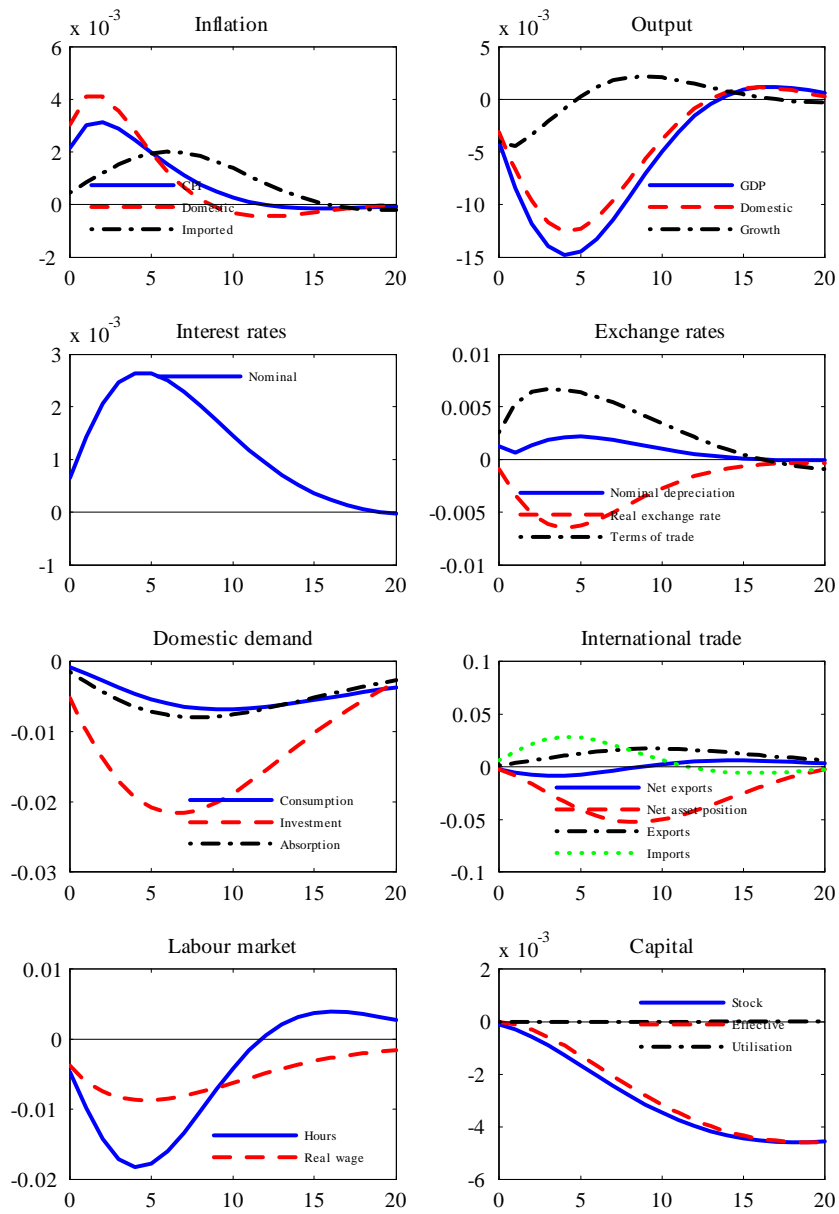 x 10-3
Inflation
6
4
2
0
-2
CPI
Domestic
Imported
0 5 10 15 20
x 10-3
Output
5
0
-5
-10
-15
GDP
Domestic
Growth
0 5 10 15 20
x 10-3
Interest rates
3
2
1
0
-1
Nominal
0 5 10 15 20
Exchange rates
0.01
0.005
0
-0.005
-0.01
Nominal depreciation
Real exchange rate
Terms of trade
0 5 10 15 20
Domestic demand
0
-0.01
-0.02
-0.03
Consumption
Investment
Absorption
0 5 10 15 20
International trade
0.1
0.05
0
-0.05
-0.1
Net exports
Net asset position
Exports
Imports
0 5 10 15 20
Labour market
0.01
0
-0.01
-0.02
Hours
Real wage
0 5 10 15 20
x 10-3
Capital
2
0
-2
-4
-6
Stock
Effective
Utilisation
0 5 10 15 20